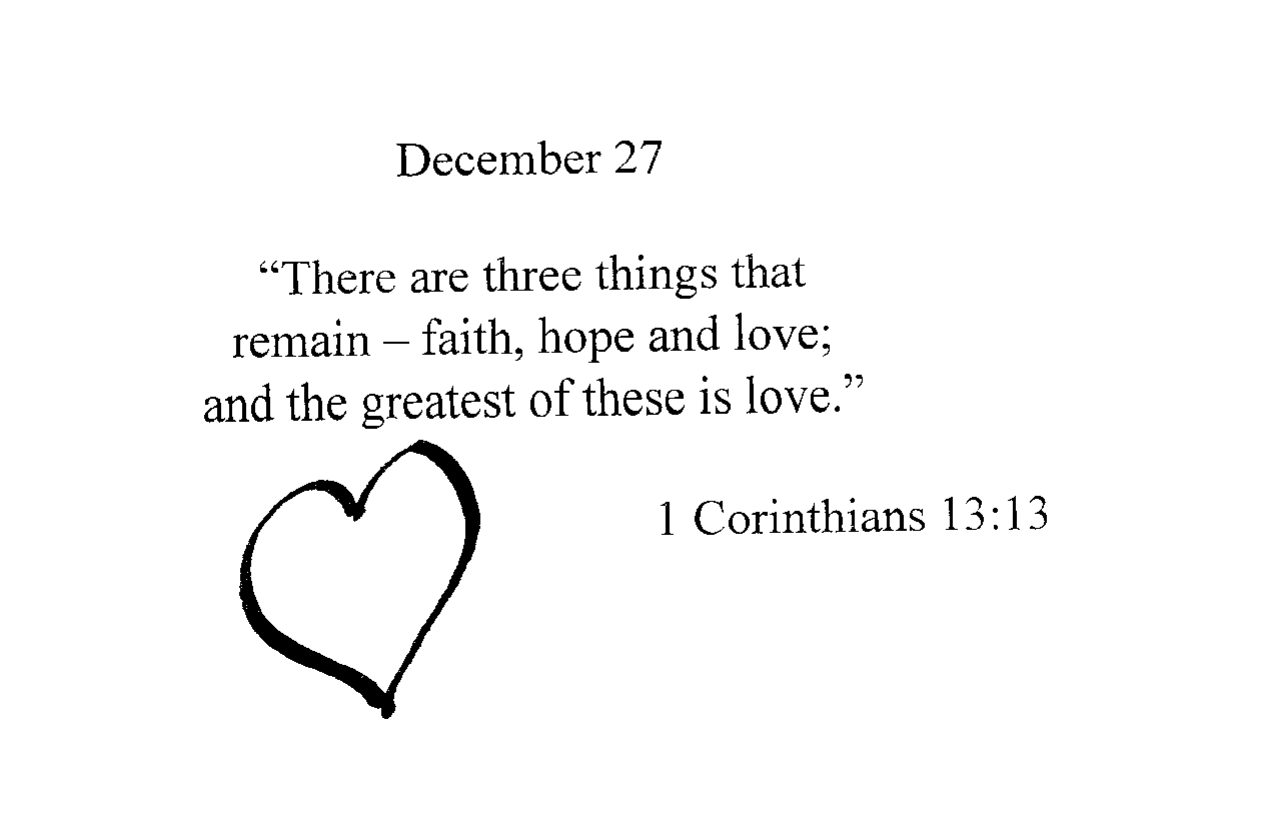 December 27
“There are three things that
remain – faith, hope and love;
and the greatest of these is love.”
1 Corinthians 13:13